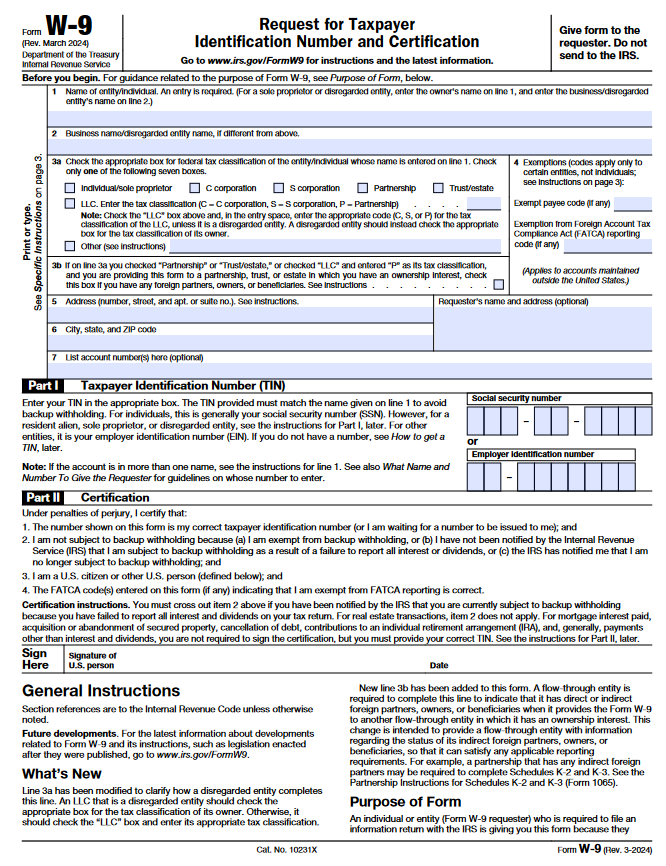 Form W-9
(Rev. March 2024)
Department of the Treasury
Internal Revenue Service
Request for Taxpayer
Identification Number and Certification
Go to www.irs.gov/FormW9 for instructions and the latest information.
Give form to the
requester. Do not
send to the IRS.
Before you begin. For guidance related to the purpose of Form W-9, see Purpose of Form, below.
Print or type.
See Specific Instructions on page 3.
1 Name of entity/individual. An entry is required. (For a sole proprietor or disregarded entity, enter the owner's name on line 1, and enter the business/disregarded
entity's name on line 2.)
2 Business name/disregarded entity name, if different from above.
3a Check the appropriate box for federal tax classification of the entity/individual whose name is entered on line 1. Check
only one of the following seven boxes.
Individual/sole proprietor C corporation S corporation Partnership Trust/estate
LLC. Enter the tax classification (C = C corporation, S = S corporation, P = Partnership) . . . .
Note: Check the "LLC" box above and, in the entry space, enter the appropriate code (C, S, or P) for the tax
classification of the LLC, unless it is a disregarded entity. A disregarded entity should instead check the appropriate
box for the tax classification of its owner.
Other (see instructions)
3b If on line 3a you checked "Partnership" or "Trust/estate," or checked "LLC" and entered "P" as its tax classification,
and you are providing this form to a partnership, trust, or estate in which you have an ownership interest, check
this box if you have any foreign partners, owners, or beneficiaries. See instructions . . . . . . . . .
4 Exemptions (codes apply only to
certain entities, not individuals;
see instructions on page 3):
Exempt payee code (if any)
Exemption from Foreign Account Tax
Compliance Act (FATCA) reporting
code (if any)
(Applies to accounts maintained
outside the United States.)
5 Address (number, street, and apt. or suite no.). See instructions.
Requester's name and address (optional)
6 City, state, and ZIP code
7 List account number(s) here (optional)
Part I Taxpayer Identification Number (TIN)
Enter your TIN in the appropriate box. The TIN provided must match the name given on line 1 to avoid
backup withholding. For individuals, this is generally your social security number (SSN). However, for a
resident alien, sole proprietor, or disregarded entity, see the instructions for Part I, later. For other
entities, it is your employer identification number (EIN). If you do not have a number, see How to get a
TIN, later.
Note: If the account is in more than one name, see the instructions for line 1. See also What Name and
Number To Give the Requester for guidelines on whose number to enter.
Social security number
– –
or
Employer identification number
–
Part II Certification
Under penalties of perjury, I certify that:
1. The number shown on this form is my correct taxpayer identification number (or I am waiting for a number to be issued to me); and
2. I am not subject to backup withholding because (a) I am exempt from backup withholding, or (b) I have not been notified by the Internal Revenue
Service (IRS) that I am subject to backup withholding as a result of a failure to report all interest or dividends, or (c) the IRS has notified me that I am
no longer subject to backup withholding; and
3. I am a U.S. citizen or other U.S. person (defined below); and
4. The FATCA code(s) entered on this form (if any) indicating that I am exempt from FATCA reporting is correct.
Certification instructions. You must cross out item 2 above if you have been notified by the IRS that you are currently subject to backup withholding
because you have failed to report all interest and dividends on your tax return. For real estate transactions, item 2 does not apply. For mortgage interest paid,
acquisition or abandonment of secured property, cancellation of debt, contributions to an individual retirement arrangement (IRA), and, generally, payments
other than interest and dividends, you are not required to sign the certification, but you must provide your correct TIN. See the instructions for Part II, later.
Sign
Here
Signature of
U.S. person
Date
General Instructions
Section references are to the Internal Revenue Code unless otherwise
noted.
Future developments. For the latest information about developments
related to Form W-9 and its instructions, such as legislation enacted
after they were published, go to www.irs.gov/FormW9.
What's New
Line 3a has been modified to clarify how a disregarded entity completes
this line. An LLC that is a disregarded entity should check the
appropriate box for the tax classification of its owner. Otherwise, it
should check the "LLC" box and enter its appropriate tax classification.
New line 3b has been added to this form. A flow-through entity is
required to complete this line to indicate that it has direct or indirect
foreign partners, owners, or beneficiaries when it provides the Form W-9
to another flow-through entity in which it has an ownership interest. This
change is intended to provide a flow-through entity with information
regarding the status of its indirect foreign partners, owners, or
beneficiaries, so that it can satisfy any applicable reporting
requirements. For example, a partnership that has any indirect foreign
partners may be required to complete Schedules K-2 and K-3. See the
Partnership Instructions for Schedules K-2 and K-3 (Form 1065).
Purpose of Form
An individual or entity (Form W-9 requester) who is required to file an
information return with the IRS is giving you this form because they
Cat. No. 10231X
Form W-9 (Rev. 3-2024)